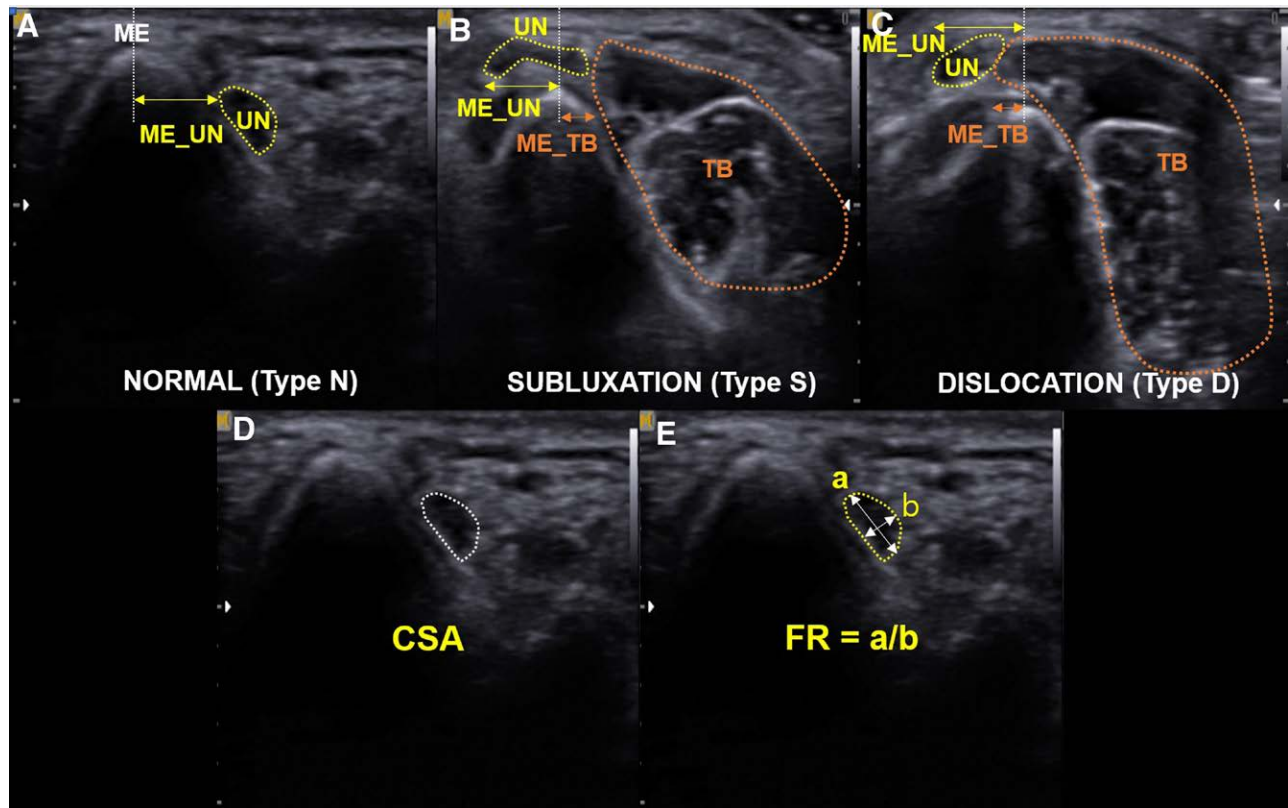 A
ME
ME_UN
UN
NORMAL (Type N)
B
UN
ME_UN
ME_TB
TB
SUBLUXATION (Type S)
C
ME_UN
UN
ME_TB
TB
DISLOCATION (Type D)
D
CSA
E
a
b
FR = a/b